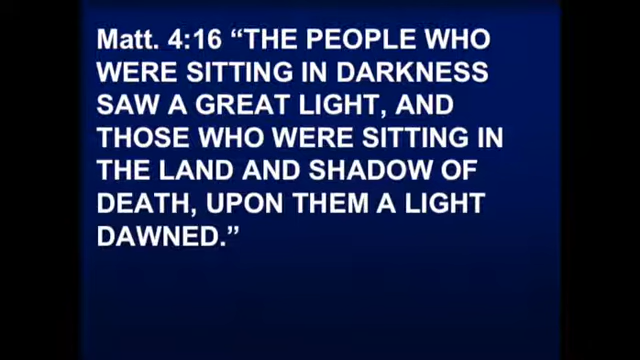 Matt. 4:16 “THE PEOPLE WHO
WERE SITTING IN DARKNESS
SAW A GREAT LIGHT, AND
THOSE WHO WERE SITTING IN
THE LAND AND SHADOW OF
DEATH, UPON THEM A LIGHT
DAWNED.”